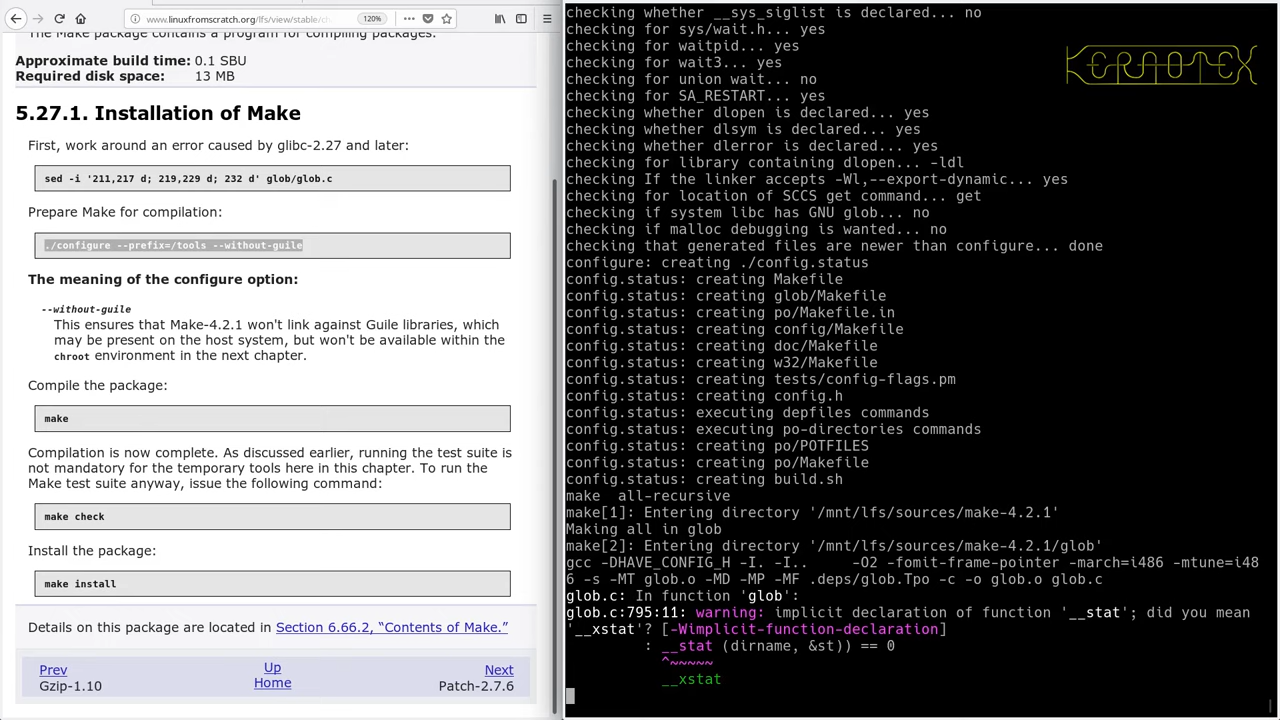 www.linuxfromscratch.org/lfs/view/stable/ch
120%
The Make package contains a program for compiling packages.
Approximate build time: 0.1 SBU
Required disk space: 13 MB
5.27.1. Installation of Make
First, work around an error caused by glibc-2.27 and later:
sed -i '211,217 d; 219,229 d; 232 d' glob/glob.c
Prepare Make for compilation:
./configure --prefix=/tools --without-guile
The meaning of the configure option:
--without-guile
This ensures that Make-4.2.1 won't link against Guile libraries, which
may be present on the host system, but won't be available within the
chroot environment in the next chapter.
Compile the package:
make
Compilation is now complete. As discussed earlier, running the test suite is
not mandatory for the temporary tools here in this chapter. To run the
Make test suite anyway, issue the following command:
make check
Install the package:
make install
Details on this package are located in Section 6.66.2, “Contents of Make.”
Prev Up Next
Gzip-1.10 Home Patch-2.7.6
checking whether __sys_siglist is declared... no
checking for sys/wait.h... yes
checking for waitpid... yes
checking for wait3... yes
checking for union wait... no
checking for SA_RESTART... yes
checking whether dlopen is declared... yes
checking whether dlsym is declared... yes
checking whether dlerror is declared... yes
checking for library containing dlopen... -ldl
checking If the linker accepts -Wl,--export-dynamic... yes
checking for location of SCCS get command... get
checking if system libc has GNU glob... no
checking if malloc debugging is wanted... no
checking that generated files are newer than configure... done
configure: creating ./config.status
config.status: creating Makefile
config.status: creating glob/Makefile
config.status: creating po/Makefile.in
config.status: creating config/Makefile
config.status: creating doc/Makefile
config.status: creating w32/Makefile
config.status: creating tests/config-flags.pm
config.status: creating config.h
config.status: executing depfiles commands
config.status: executing po-directories commands
config.status: creating po/POTFILES
config.status: creating po/Makefile
config.status: creating build.sh
make  all-recursive
make[1]: Entering directory '/mnt/lfs/sources/make-4.2.1'
Making all in glob
make[2]: Entering directory '/mnt/lfs/sources/make-4.2.1/glob'
gcc -DHAVE_CONFIG_H -I. -I..     -O2 -fomit-frame-pointer -march=i486 -mtune=i48
6 -s -MT glob.o -MD -MP -MF .deps/glob.Tpo -c -o glob.o glob.c
glob.c: In function 'glob':
glob.c:795:11: warning: implicit declaration of function '__stat'; did you mean
'__xstat'? [-Wimplicit-function-declaration]
: __stat (dirname, &st)) == 0
^~~~~~
__xstat
KERAOTEX